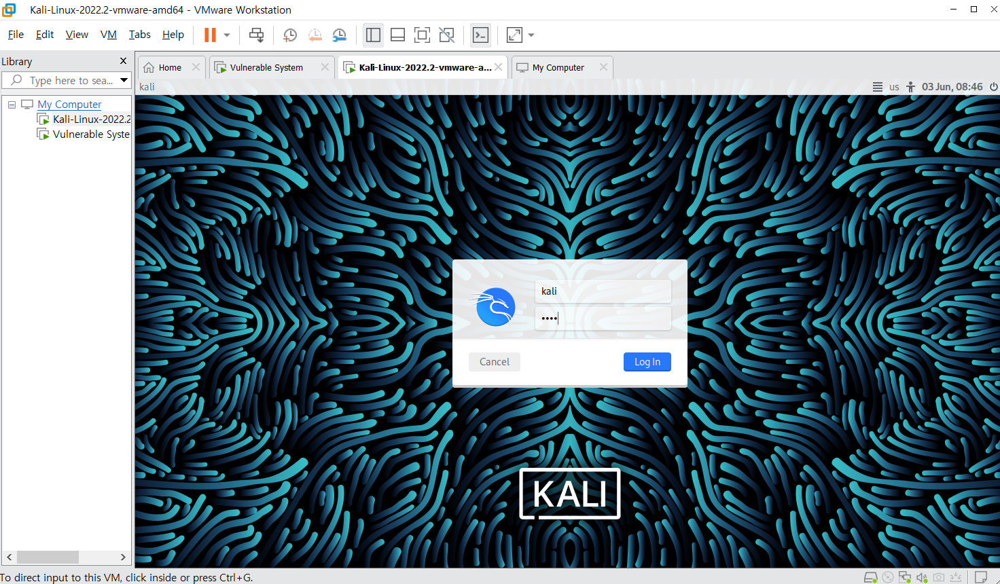 Kali-Linux-2022.2-vmware-amd64 - VMware Workstation
File Edit View VM Tabs Help
Library
Type here to sea...
My Computer
Kali-Linux-2022.2
Vulnerable Syste
Home
Vulnerable System
Kali-Linux-2022.2-vmware-a...
My Computer
kali
us
03 Jun, 08:46
kali
••••
Cancel
Log In
KALI
To direct input to this VM, click inside or press Ctrl+G.